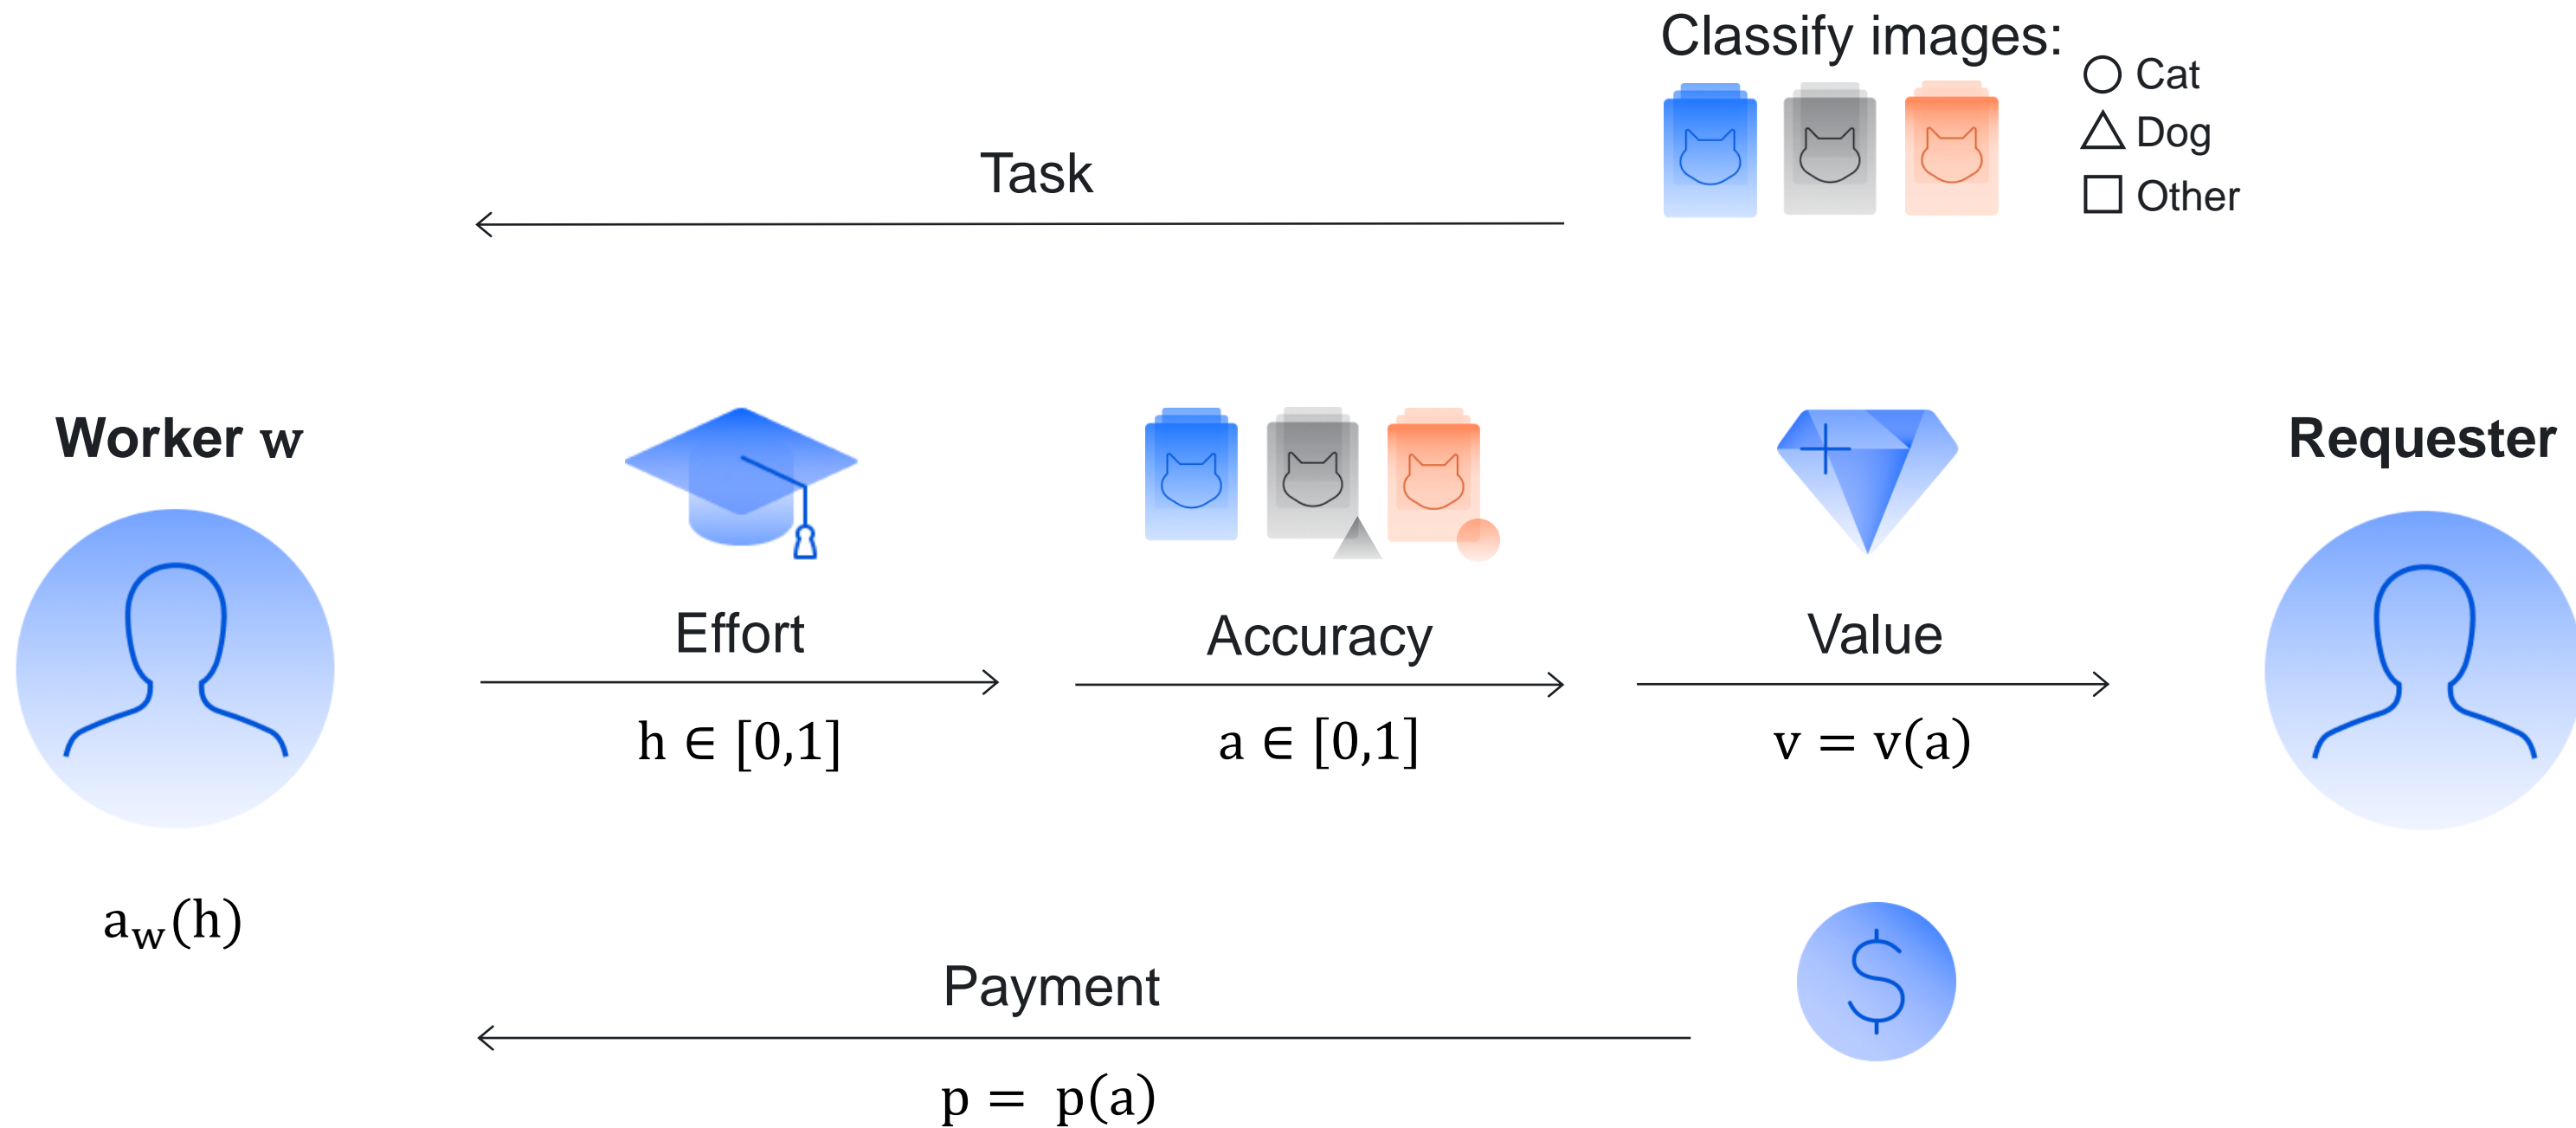 Classify images:
Cat
Dog
Other
Task
Worker w
Requester
Effort
Accuracy
Value
h ∈ [0,1]
a ∈ [0,1]
v = v(a)
a_w(h)
$
Payment
p = p(a)